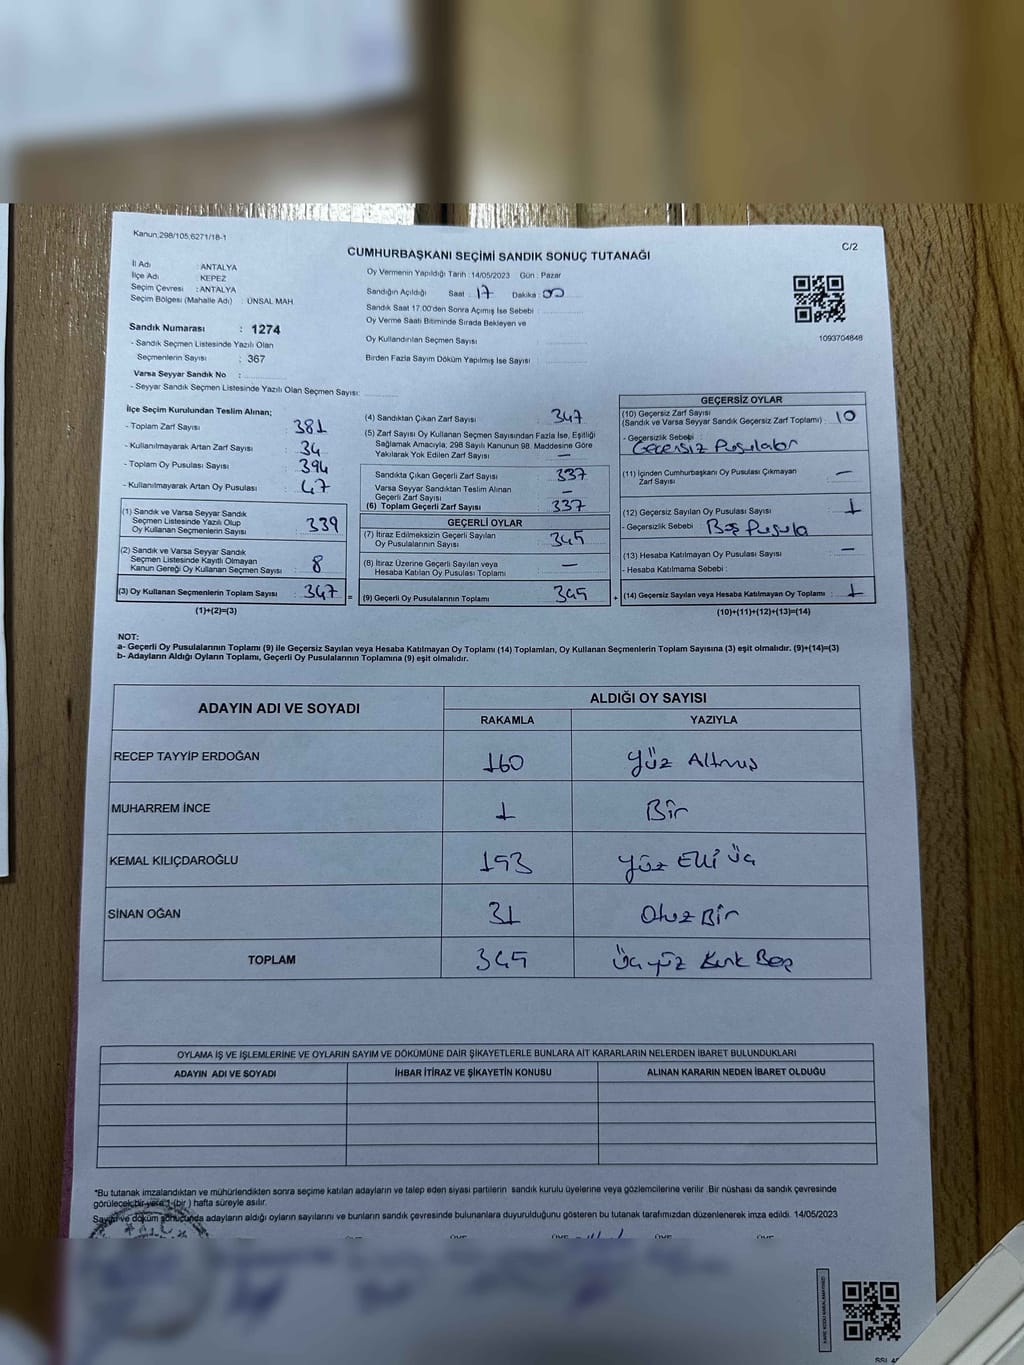 Kanun;298/105,6271/18-1
C/2
CUMHURBAŞKANI SEÇİMİ SANDIK SONUÇ TUTANAĞI
İl Adı : ANTALYA
İlçe Adı : KEPEZ
Seçim Çevresi : ANTALYA
Seçim Bölgesi (Mahalle Adı) : ÜNSAL MAH
Sandık Numarası : 1274
- Sandık Seçmen Listesinde Yazılı Olan
Seçmenlerin Sayısı : 367
Varsa Seyyar Sandık No :
- Seyyar Sandık Seçmen Listesinde Yazılı Olan Seçmen Sayısı:
Oy Vermenin Yapıldığı Tarih : 14/05/2023 Gün : Pazar
Sandığın Açıldığı Saat : 17 Dakika : 00
Sandık Saat 17.00'den Sonra Açımış İse Sebebi :
Oy Verme Saati Bitiminde Sırada Bekleyen ve
Oy Kullandırılan Seçmen Sayısı :
Birden Fazla Sayım Döküm Yapılmış İse Sayısı :
1093704848
İlçe Seçim Kurulundan Teslim Alınan;
- Toplam Zarf Sayısı : 381
- Kullanılmayarak Artan Zarf Sayısı : 34
- Toplam Oy Pusulası Sayısı : 394
- Kullanılmayarak Artan Oy Pusulası : 47
(1) Sandık ve Varsa Seyyar Sandık
Seçmen Listesinde Yazılı Olup
Oy Kullanan Seçmenlerin Sayısı : 339
(2) Sandık ve Varsa Seyyar Sandık
Seçmen Listesinde Kayıtlı Olmayan
Kanun Gereği Oy Kullanan Seçmen Sayısı : 8
(3) Oy Kullanan Seçmenlerin Toplam Sayısı : 347 =
(1)+(2)=(3)
(4) Sandıktan Çıkan Zarf Sayısı : 347
(5) Zarf Sayısı Oy Kullanan Seçmen Sayısından Fazla İse, Eşitliği
Sağlamak Amacıyla; 298 Sayılı Kanunun 98. Maddesine Göre
Yakılarak Yok Edilen Zarf Sayısı : —
Sandıkta Çıkan Geçerli Zarf Sayısı : 337
Varsa Seyyar Sandıktan Teslim Alınan
Geçerli Zarf Sayısı : —
(6) Toplam Geçerli Zarf Sayısı : 337
GEÇERLİ OYLAR
(7) İtiraz Edilmeksizin Geçerli Sayılan
Oy Pusulalarının Sayısı : 345
(8) İtiraz Üzerine Geçerli Sayılan veya
Hesaba Katılan Oy Pusulası Toplamı : —
(9) Geçerli Oy Pusulalarının Toplamı : 345 +
GEÇERSİZ OYLAR
(10) Geçersiz Zarf Sayısı
(Sandık ve Varsa Seyyar Sandık Geçersiz Zarf Toplamı) : 10
- Geçersizlik Sebebi :
Geçersiz Pusulalar
(11) İçinden Cumhurbaşkanı Oy Pusulası Çıkmayan
Zarf Sayısı : —
(12) Geçersiz Sayılan Oy Pusulası Sayısı : 1
- Geçersizlik Sebebi : Boş Pusula
(13) Hesaba Katılmayan Oy Pusulası Sayısı : —
- Hesaba Katılmama Sebebi :
(14) Geçersiz Sayılan veya Hesaba Katılmayan Oy Toplamı : 1
(10)+(11)+(12)+(13)=(14)
NOT:
a- Geçerli Oy Pusulalarının Toplamı (9) ile Geçersiz Sayılan veya Hesaba Katılmayan Oy Toplamı (14) Toplamları, Oy Kullanan Seçmenlerin Toplam Sayısına (3) eşit olmalıdır. (9)+(14)=(3)
b- Adayların Aldığı Oyların Toplamı, Geçerli Oy Pusulalarının Toplamına (9) eşit olmalıdır.
ADAYIN ADI VE SOYADI
ALDIĞI OY SAYISI
RAKAMLA YAZIYLA
RECEP TAYYİP ERDOĞAN 160 Yüz Altmış
MUHARREM İNCE 1 Bir
KEMAL KILIÇDAROĞLU 153 Yüz Elli Üç
SİNAN OĞAN 31 Otuz Bir
TOPLAM 345 Üçyüz Kırk Beş
OYLAMA İŞ VE İŞLEMLERİNE VE OYLARIN SAYIM VE DÖKÜMÜNE DAİR ŞİKAYETLERLE BUNLARA AİT KARARLARIN NELERDEN İBARET BULUNDUKLARI
ADAYIN ADI VE SOYADI İHBAR İTİRAZ VE ŞİKAYETİN KONUSU ALINAN KARARIN NEDEN İBARET OLDUĞU
"Bu tutanak imzalandıktan ve mühürlendikten sonra seçime katılan adayların ve talep eden siyasi partilerin sandık kurulu üyelerine veya gözlemcilerine verilir .Bir nüshası da sandık çevresinde
görülecek bir yere 1 (bir ) hafta süreyle asılır.
Sayım ve döküm sonucunda adayların aldığı oyların sayılarını ve bunların sandık çevresinde bulunanlara duyurulduğunu gösteren bu tutanak tarafımızdan düzenlenerek imza edildi. 14/05/2023